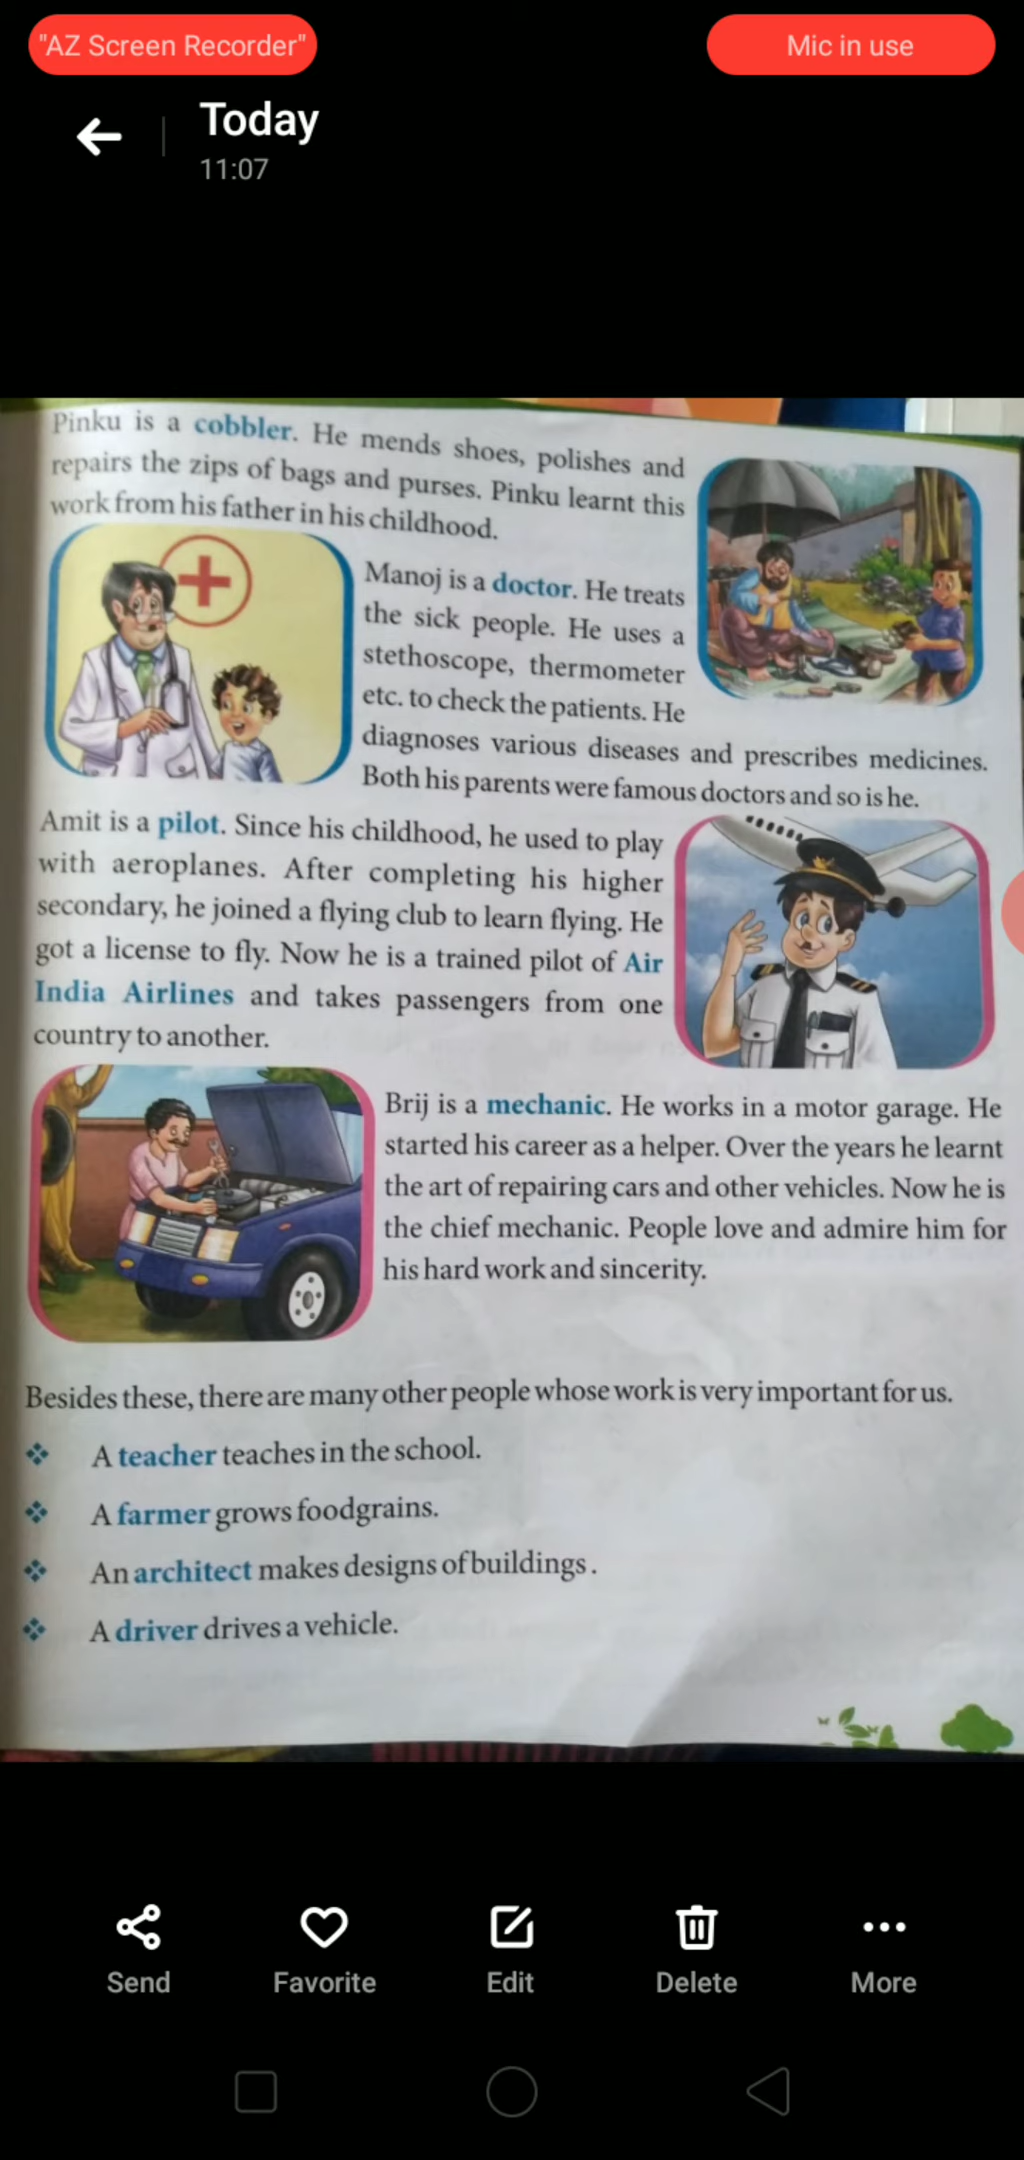 "AZ Screen Recorder"
Mic in use
Today
11:07
Pinku is a cobbler. He mends shoes, polishes and
repairs the zips of bags and purses. Pinku learnt this
work from his father in his childhood.
Manoj is a doctor. He treats
the sick people. He uses a
stethoscope, thermometer
etc. to check the patients. He
diagnoses various diseases and prescribes medicines.
Both his parents were famous doctors and so is he.
Amit is a pilot. Since his childhood, he used to play
with aeroplanes. After completing his higher
secondary, he joined a flying club to learn flying. He
got a license to fly. Now he is a trained pilot of Air
India Airlines and takes passengers from one
country to another.
Brij is a mechanic. He works in a motor garage. He
started his career as a helper. Over the years he learnt
the art of repairing cars and other vehicles. Now he is
the chief mechanic. People love and admire him for
his hard work and sincerity.
Besides these, there are many other people whose work is very important for us.
❖ A teacher teaches in the school.
❖ A farmer grows foodgrains.
❖ An architect makes designs of buildings.
❖ A driver drives a vehicle.
Send
Favorite
Edit
Delete
More